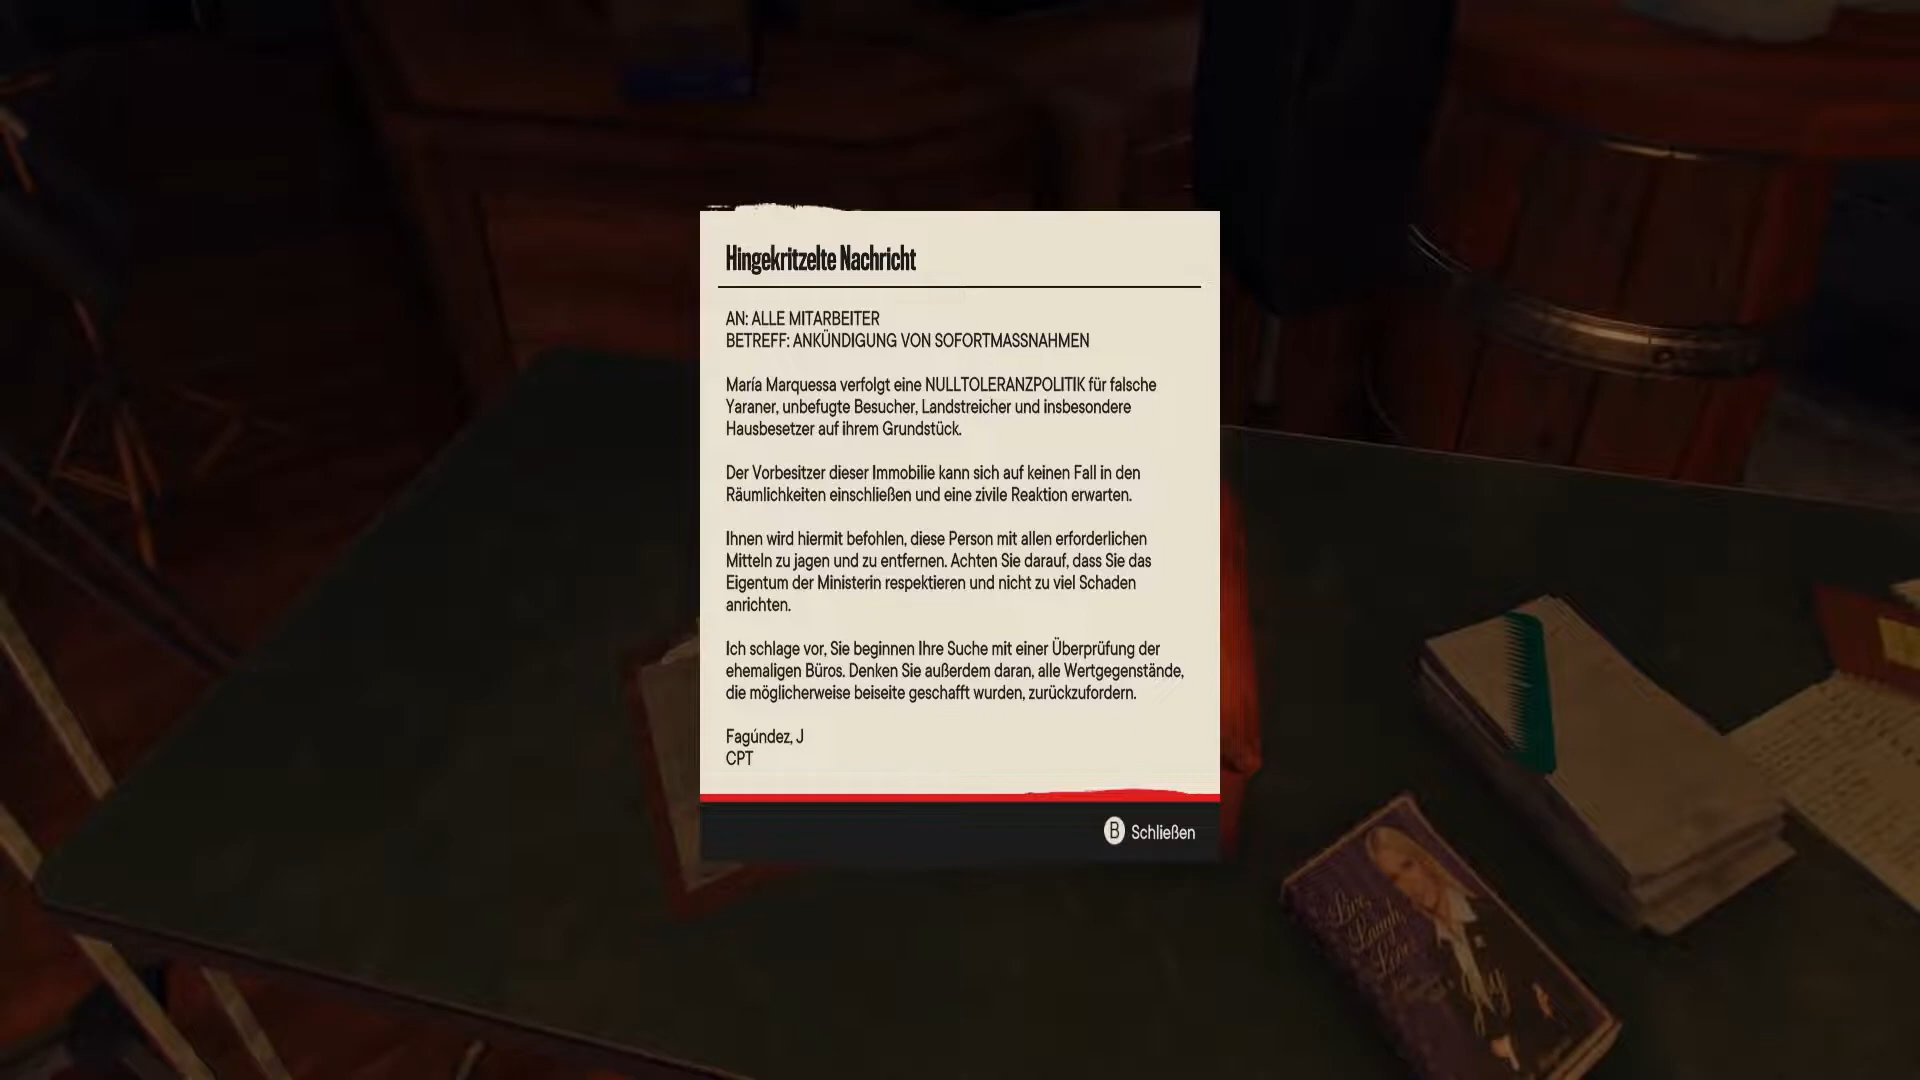 Hingekritzelte Nachricht
AN: ALLE MITARBEITER
BETREFF: ANKÜNDIGUNG VON SOFORTMASSNAHMEN
María Marquessa verfolgt eine NULLTOLERANZPOLITIK für falsche
Yaraner, unbefugte Besucher, Landstreicher und insbesondere
Hausbesetzer auf ihrem Grundstück.
Der Vorbesitzer dieser Immobilie kann sich auf keinen Fall in den
Räumlichkeiten einschließen und eine zivile Reaktion erwarten.
Ihnen wird hiermit befohlen, diese Person mit allen erforderlichen
Mitteln zu jagen und zu entfernen. Achten Sie darauf, dass Sie das
Eigentum der Ministerin respektieren und nicht zu viel Schaden
anrichten.
Ich schlage vor, Sie beginnen Ihre Suche mit einer Überprüfung der
ehemaligen Büros. Denken Sie außerdem daran, alle Wertgegenstände,
die möglicherweise beiseite geschafft wurden, zurückzufordern.
Fagúndez, J
CPT
B Schließen
Live
Laugh
Love